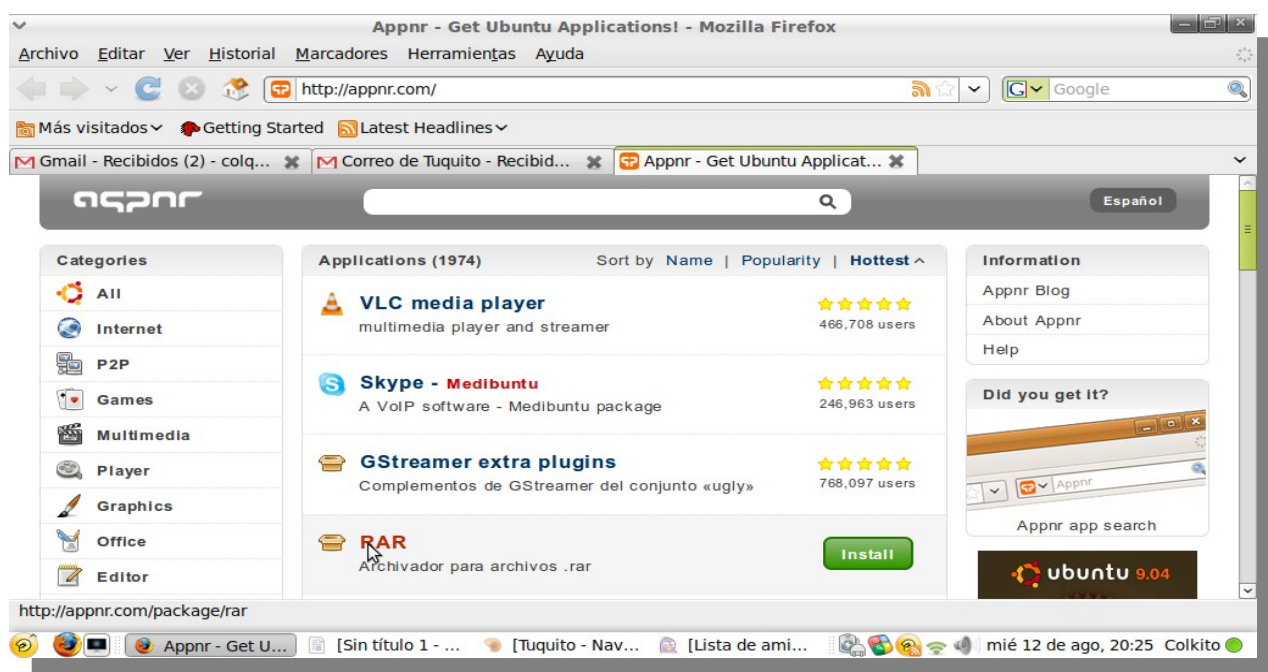 Appnr - Get Ubuntu Applications! - Mozilla Firefox
Archivo Editar Ver Historial Marcadores Herramientas Ayuda
http://appnr.com/ Google
Más visitados Getting Started Latest Headlines
Gmail - Recibidos (2) - colq... Correo de Tuquito - Recibid... Appnr - Get Ubuntu Applicat...
appnr Español
Categories
All
Internet
P2P
Games
Multimedia
Player
Graphics
Office
Editor
Applications (1974) Sort by Name | Popularity | Hottest
VLC media player
multimedia player and streamer 466,708 users
Skype - Medibuntu
A VoIP software - Medibuntu package 246,963 users
GStreamer extra plugins
Complementos de GStreamer del conjunto «ugly» 768,097 users
RAR
Archivador para archivos .rar Install
Information
Appnr Blog
About Appnr
Help
Did you get it?
Appnr
Appnr app search
ubuntu 9.04
http://appnr.com/package/rar
Appnr - Get U... [Sin título 1 - ... [Tuquito - Nav... [Lista de ami... mié 12 de ago, 20:25 Colkito